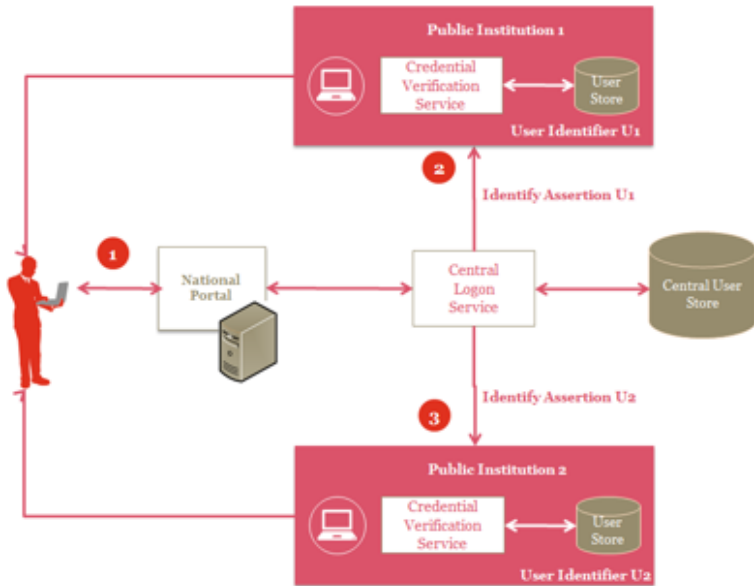 Public Institution 1
Credential
Verification
Service
User
Store
User Identifier U1
2
Identify Assertion U1
1
National
Portal
Central
Logon
Service
Central User
Store
Identify Assertion U2
3
Public Institution 2
Credential
Verification
Service
User
Store
User Identifier U2